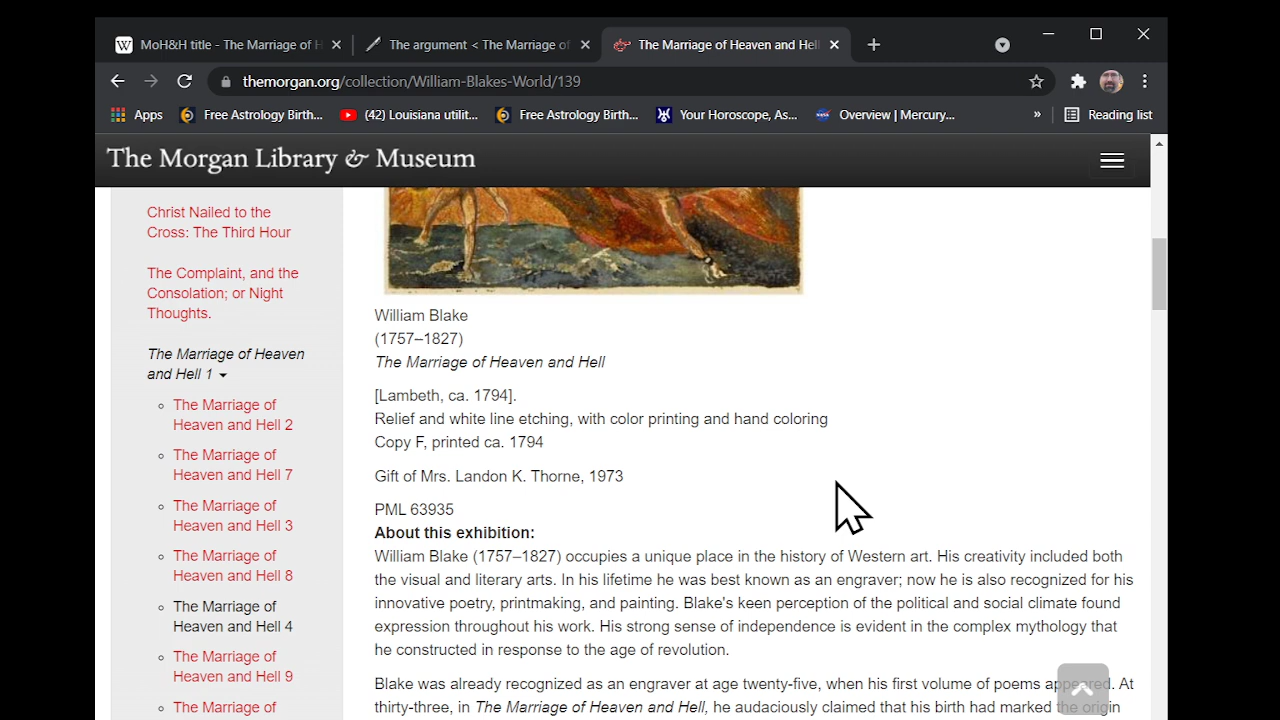 MoH&H title - The Marriage of H
The argument < The Marriage of
The Marriage of Heaven and Hell
themorgan.org/collection/William-Blakes-World/139
Apps
Free Astrology Birth...
(42) Louisiana utilit...
Free Astrology Birth...
Your Horoscope, As...
Overview | Mercury...
»
Reading list
The Morgan Library & Museum
Christ Nailed to the
Cross: The Third Hour
The Complaint, and the
Consolation; or Night
Thoughts.
The Marriage of Heaven
and Hell 1
The Marriage of
Heaven and Hell 2
The Marriage of
Heaven and Hell 7
The Marriage of
Heaven and Hell 3
The Marriage of
Heaven and Hell 8
The Marriage of
Heaven and Hell 4
The Marriage of
Heaven and Hell 9
The Marriage of
William Blake
(1757–1827)
The Marriage of Heaven and Hell
[Lambeth, ca. 1794].
Relief and white line etching, with color printing and hand coloring
Copy F, printed ca. 1794
Gift of Mrs. Landon K. Thorne, 1973
PML 63935
About this exhibition:
William Blake (1757–1827) occupies a unique place in the history of Western art. His creativity included both
the visual and literary arts. In his lifetime he was best known as an engraver; now he is also recognized for his
innovative poetry, printmaking, and painting. Blake's keen perception of the political and social climate found
expression throughout his work. His strong sense of independence is evident in the complex mythology that
he constructed in response to the age of revolution.
Blake was already recognized as an engraver at age twenty-five, when his first volume of poems appeared. At
thirty-three, in The Marriage of Heaven and Hell, he audaciously claimed that his birth had marked the origin